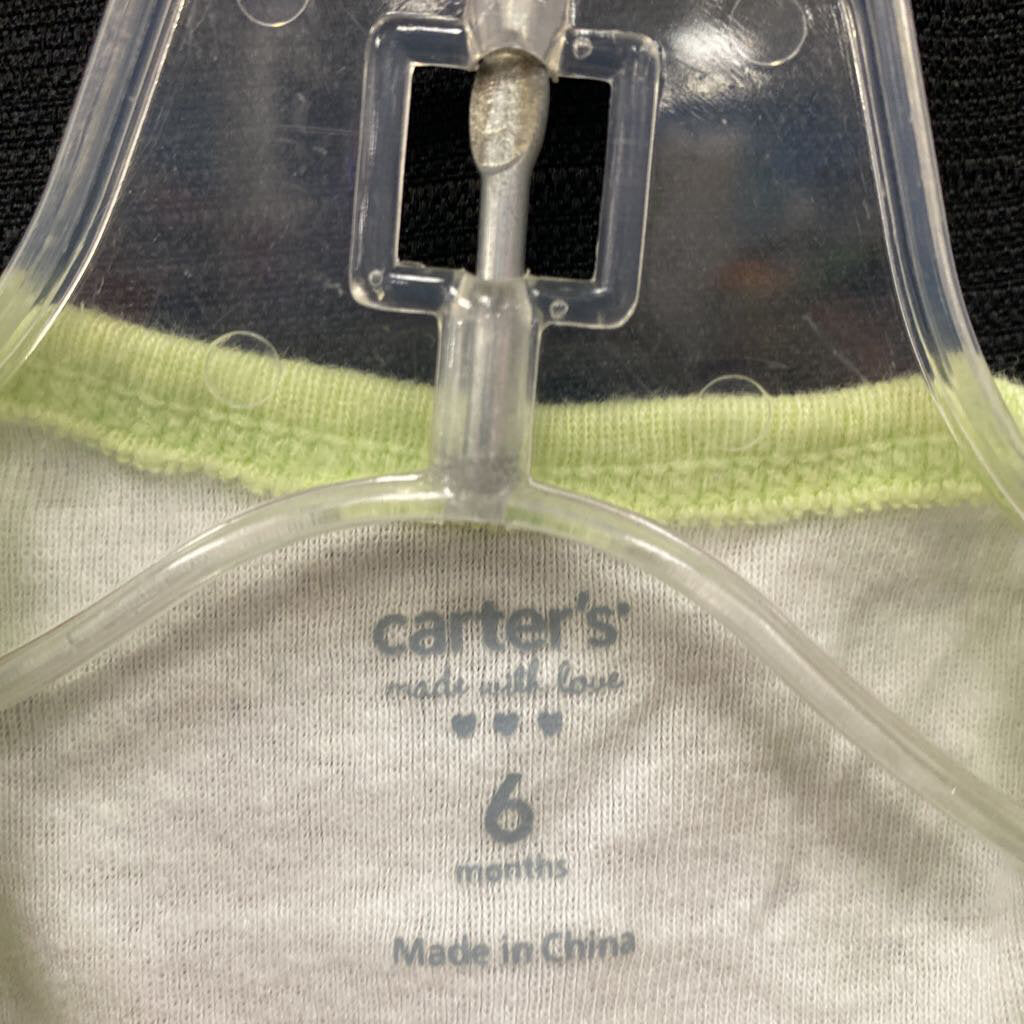 carter's
made with love
6
months
Made in China